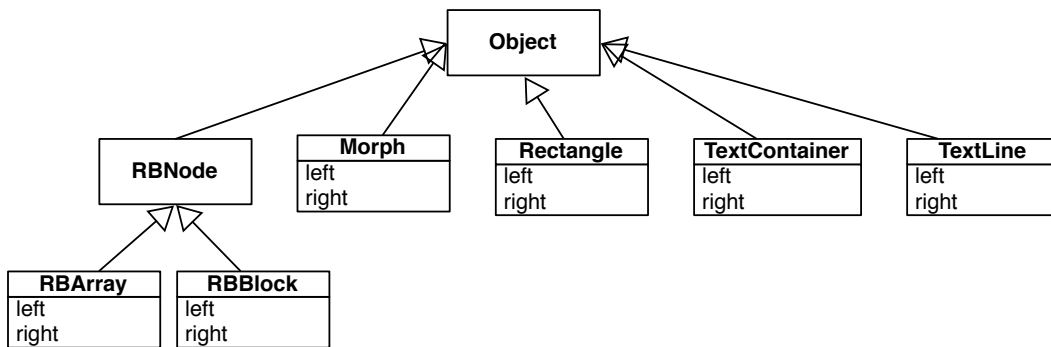 Object
RBNode
Morph
left
right
Rectangle
left
right
TextContainer
left
right
TextLine
left
right
RBArray
left
right
RBBlock
left
right